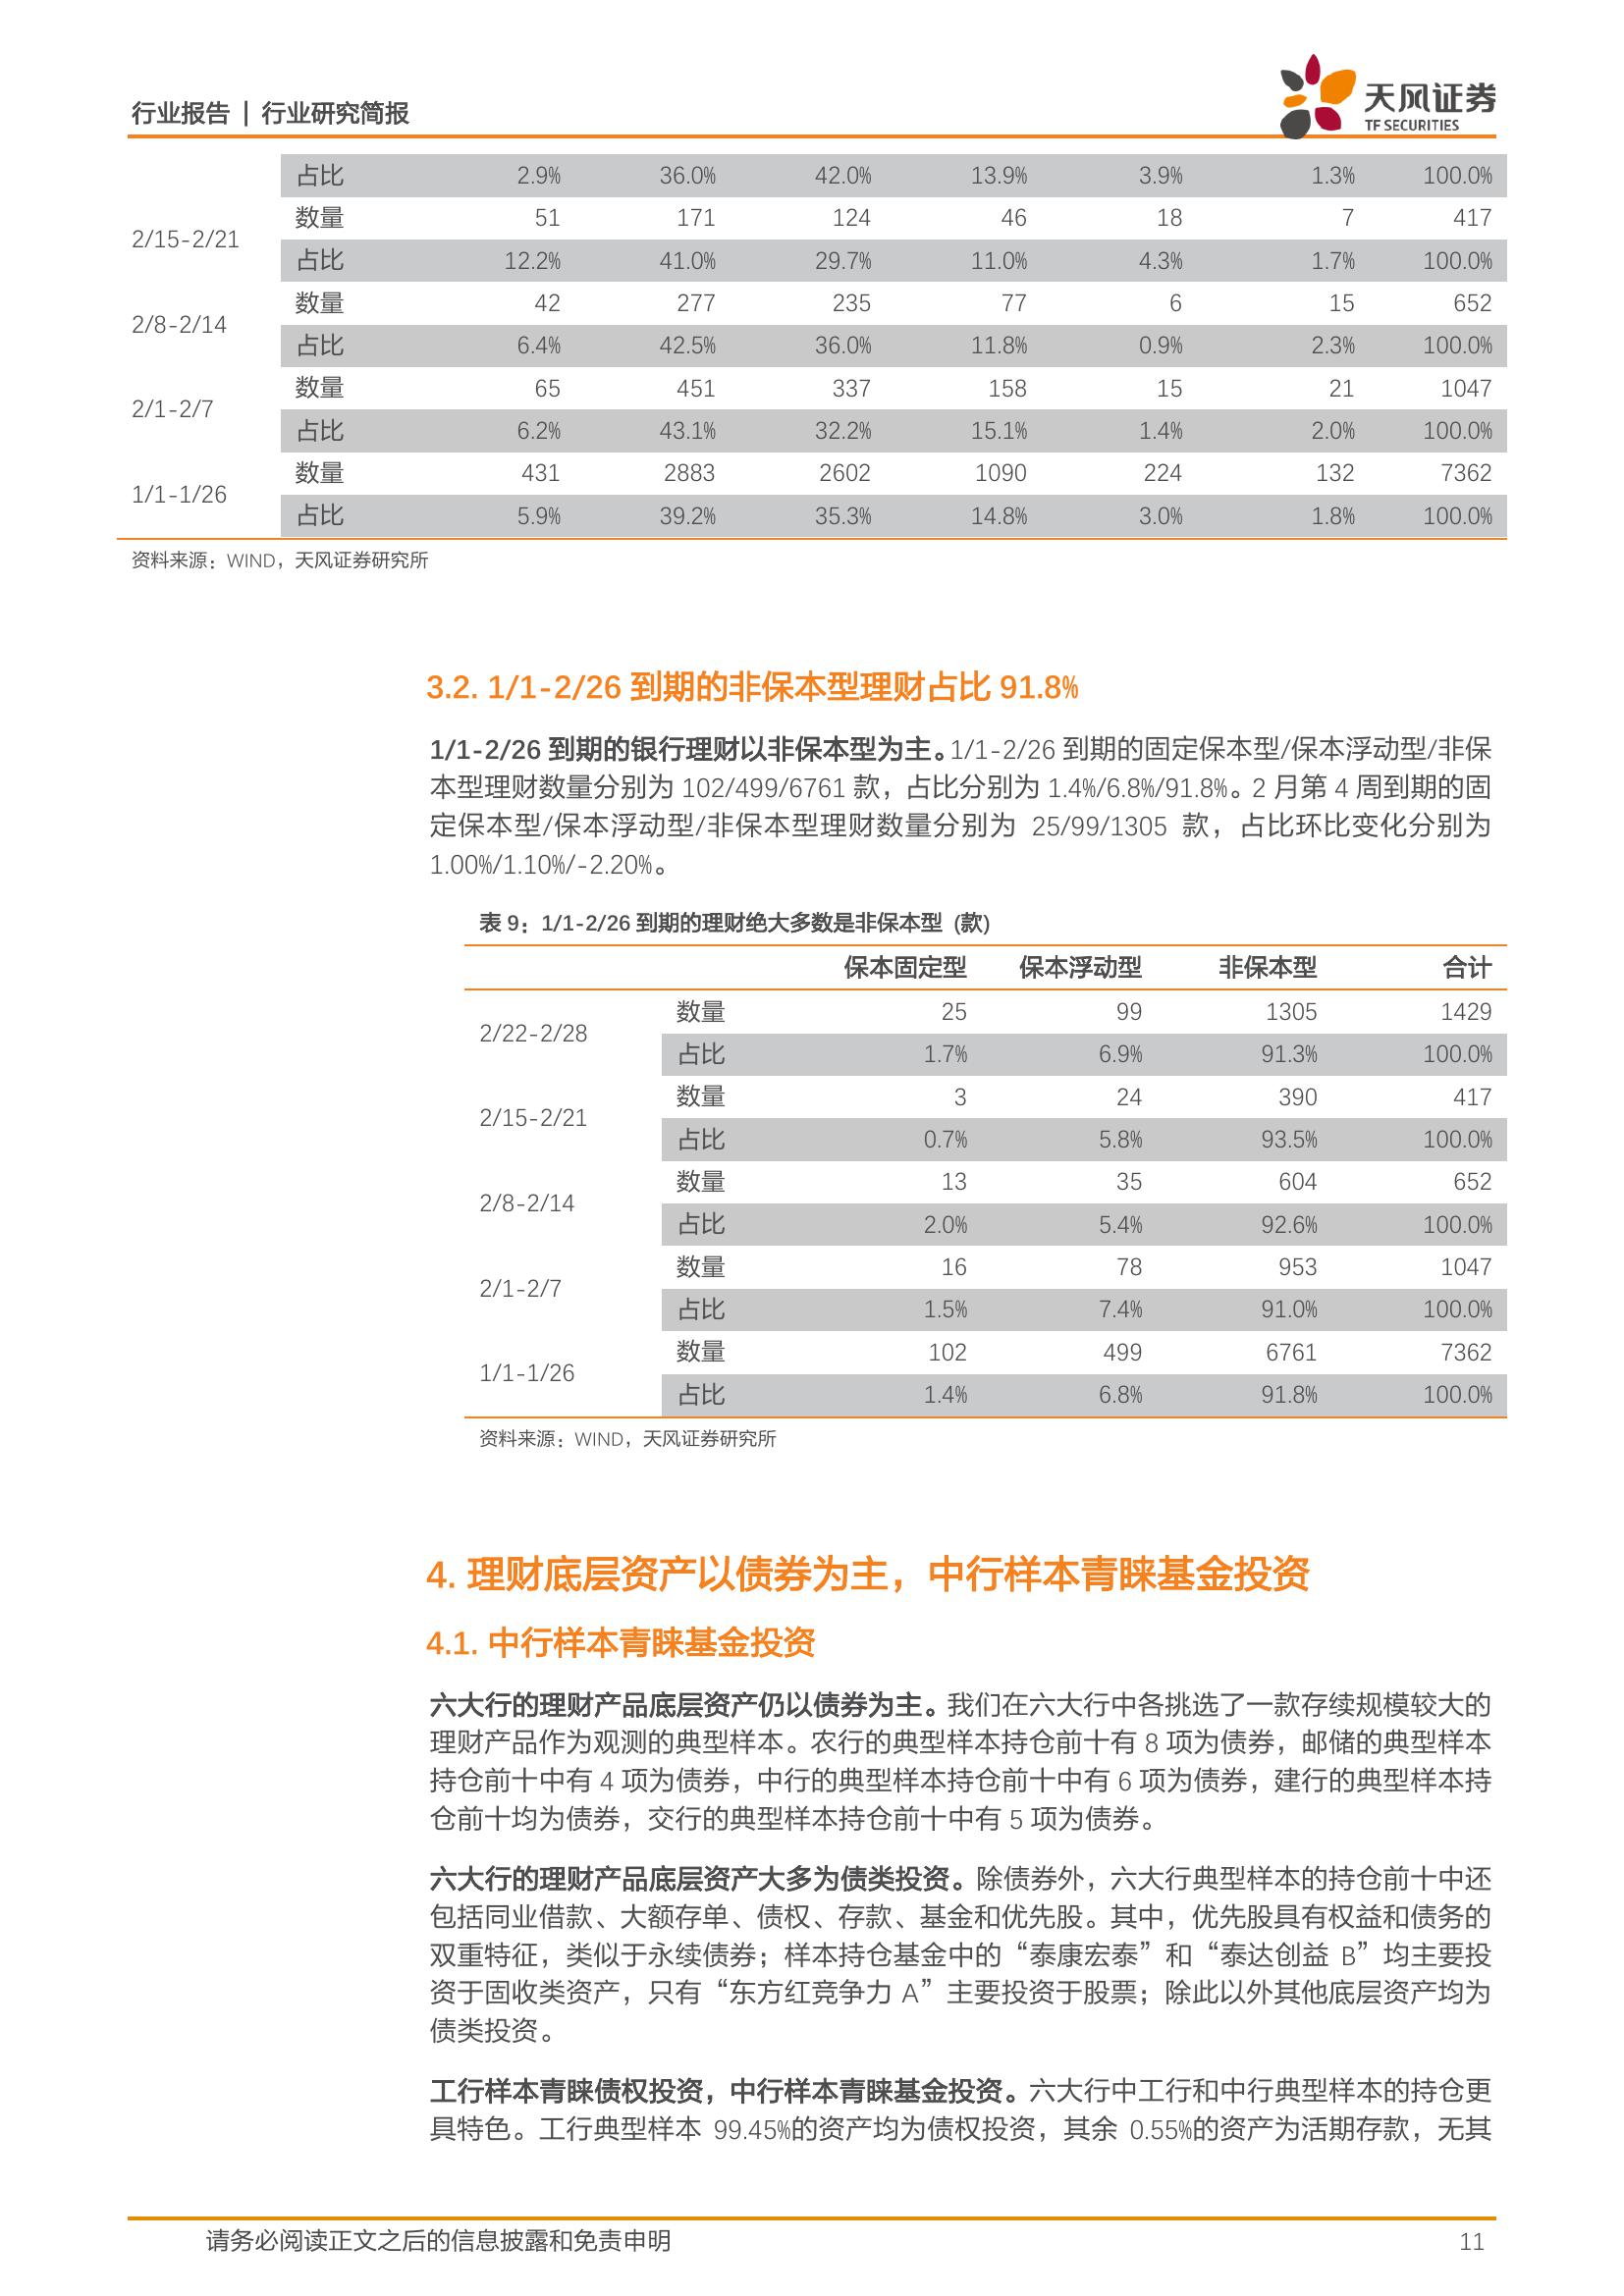 行业报告 | 行业研究简报
天风证券
TF SECURITIES
占比 2.9% 36.0% 42.0% 13.9% 3.9% 1.3% 100.0%
2/15-2/21 数量 51 171 124 46 18 7 417
占比 12.2% 41.0% 29.7% 11.0% 4.3% 1.7% 100.0%
2/8-2/14 数量 42 277 235 77 6 15 652
占比 6.4% 42.5% 36.0% 11.8% 0.9% 2.3% 100.0%
2/1-2/7 数量 65 451 337 158 15 21 1047
占比 6.2% 43.1% 32.2% 15.1% 1.4% 2.0% 100.0%
1/1-1/26 数量 431 2883 2602 1090 224 132 7362
占比 5.9% 39.2% 35.3% 14.8% 3.0% 1.8% 100.0%
资料来源：WIND，天风证券研究所
3.2. 1/1-2/26 到期的非保本型理财占比 91.8%
1/1-2/26 到期的银行理财以非保本型为主。1/1-2/26 到期的固定保本型/保本浮动型/非保
本型理财数量分别为 102/499/6761 款，占比分别为 1.4%/6.8%/91.8%。2 月第 4 周到期的固
定保本型/保本浮动型/非保本型理财数量分别为 25/99/1305 款，占比环比变化分别为
1.00%/1.10%/-2.20%。
表 9：1/1-2/26 到期的理财绝大多数是非保本型（款）
保本固定型 保本浮动型 非保本型 合计
2/22-2/28 数量 25 99 1305 1429
占比 1.7% 6.9% 91.3% 100.0%
2/15-2/21 数量 3 24 390 417
占比 0.7% 5.8% 93.5% 100.0%
2/8-2/14 数量 13 35 604 652
占比 2.0% 5.4% 92.6% 100.0%
2/1-2/7 数量 16 78 953 1047
占比 1.5% 7.4% 91.0% 100.0%
1/1-1/26 数量 102 499 6761 7362
占比 1.4% 6.8% 91.8% 100.0%
资料来源：WIND，天风证券研究所
4. 理财底层资产以债券为主，中行样本青睐基金投资
4.1. 中行样本青睐基金投资
六大行的理财产品底层资产仍以债券为主。我们在六大行中各挑选了一款存续规模较大的
理财产品作为观测的典型样本。农行的典型样本持仓前十有 8 项为债券，邮储的典型样本
持仓前十中有 4 项为债券，中行的典型样本持仓前十中有 6 项为债券，建行的典型样本持
仓前十均为债券，交行的典型样本持仓前十中有 5 项为债券。
六大行的理财产品底层资产大多为债类投资。除债券外，六大行典型样本的持仓前十中还
包括同业借款、大额存单、债权、存款、基金和优先股。其中，优先股具有权益和债务的
双重特征，类似于永续债券；样本持仓基金中的“泰康宏泰”和“泰达创益 B”均主要投
资于固收类资产，只有“东方红竞争力 A”主要投资于股票；除此以外其他底层资产均为
债类投资。
工行样本青睐债权投资，中行样本青睐基金投资。六大行中工行和中行典型样本的持仓更
具特色。工行典型样本 99.45%的资产均为债权投资，其余 0.55%的资产为活期存款，无其
请务必阅读正文之后的信息披露和免责申明 11